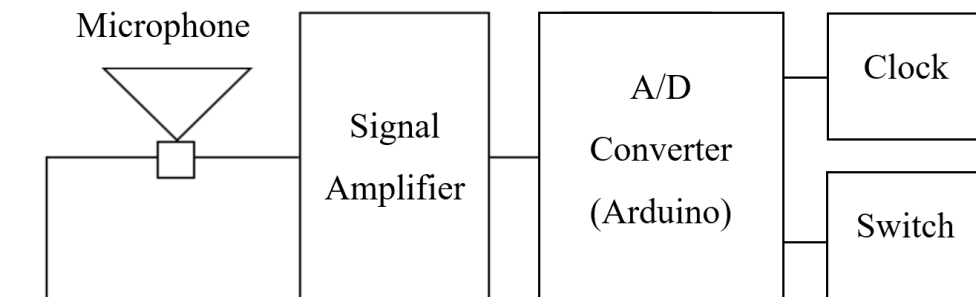 Microphone
Signal
Amplifier
A/D
Converter
(Arduino)
Clock
Switch